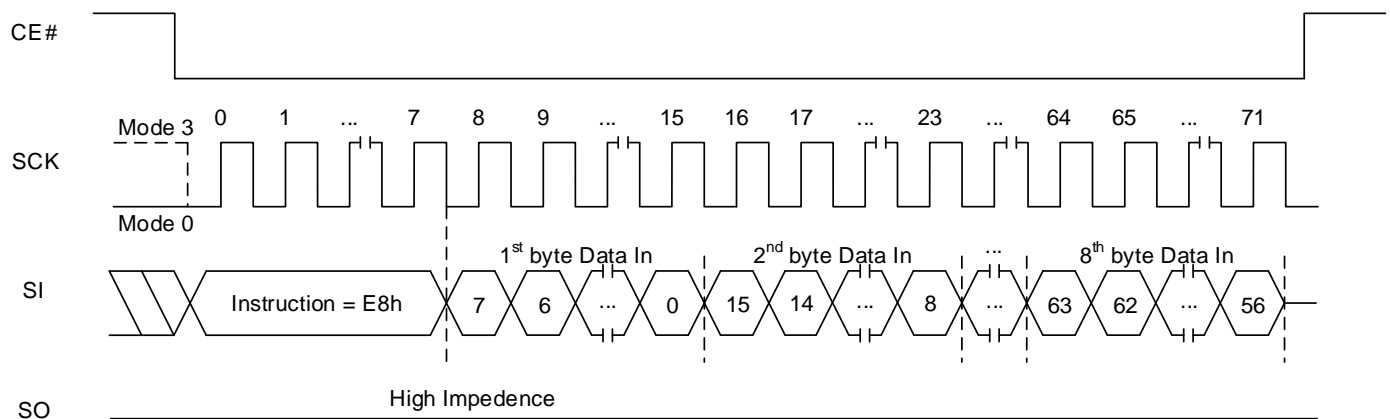 CE#
0 1 ... 7 8 9 ... 15 16 17 ... 23 ... 64 65 ... 71
Mode 3
SCK
Mode 0
1st byte Data In 2nd byte Data In ... 8th byte Data In
SI
Instruction = E8h 7 6 ... 0 15 14 ... 8 ... 63 62 ... 56
High Impedence
SO